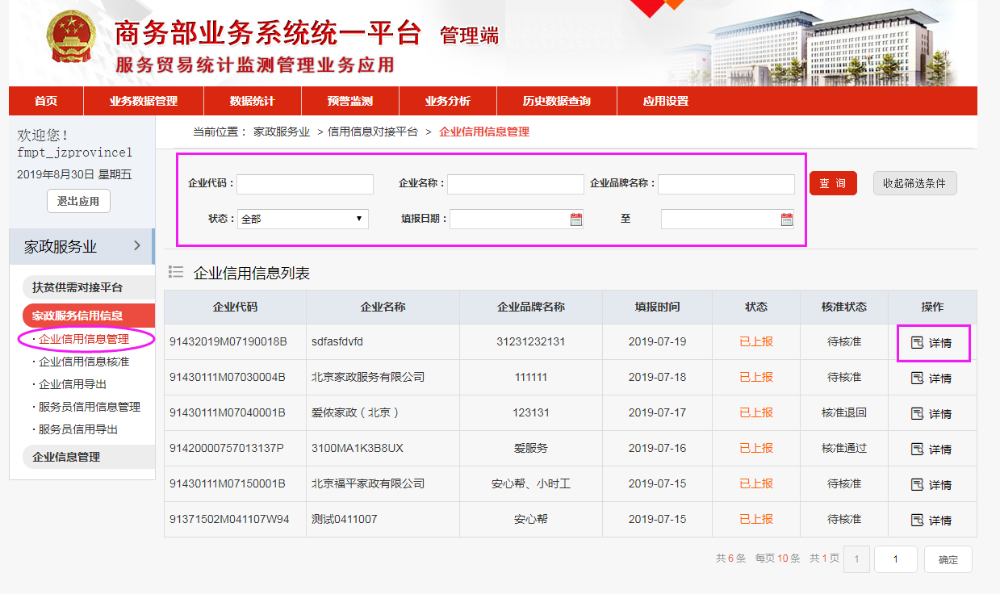 商务部业务系统统一平台 管理端
服务贸易统计监测管理业务应用
首页 业务数据管理 数据统计 预警监测 业务分析 历史数据查询 应用设置
欢迎您!
fmpt_jzprovince1
2019年8月30日 星期五
退出应用
家政服务业
扶贫供需对接平台
家政服务信用信息
· 企业信用信息管理
· 企业信用信息核准
· 企业信用导出
· 服务员信用信息管理
· 服务员信用导出
企业信息管理
当前位置： 家政服务业 > 信用信息对接平台 > 企业信用信息管理
企业代码： 企业名称： 企业品牌名称： 查 询 收起筛选条件
状态： 全部 填报日期： 至
企业信用信息列表
企业代码 企业名称 企业品牌名称 填报时间 状态 核准状态 操作
91432019M07190018B sdfasfdvfd 31231232131 2019-07-19 已上报 待核准 详情
91430111M07030004B 北京家政服务有限公司 111111 2019-07-18 已上报 待核准 详情
91430111M07040001B 爱侬家政（北京） 123131 2019-07-17 已上报 核准退回 详情
91420000757013137P 3100MA1K3B8UX 爱服务 2019-07-16 已上报 核准通过 详情
91430111M07150001B 北京福平家政有限公司 安心帮、小时工 2019-07-15 已上报 待核准 详情
91371502M041107W94 测试0411007 安心帮 2019-07-15 已上报 待核准 详情
共 6 条 每页 10 条 共 1 页 1 1 确定